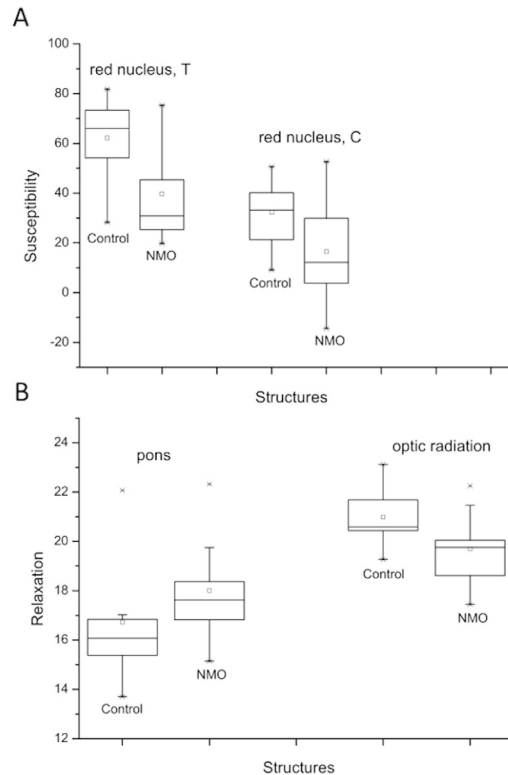 A
100
80
60
40
20
0
-20
Susceptibility
red nucleus, T
Control
NMO
red nucleus, C
Control
NMO
Structures
B
24
22
20
18
16
14
12
Relaxation
pons
Control
NMO
optic radiation
Control
NMO
Structures